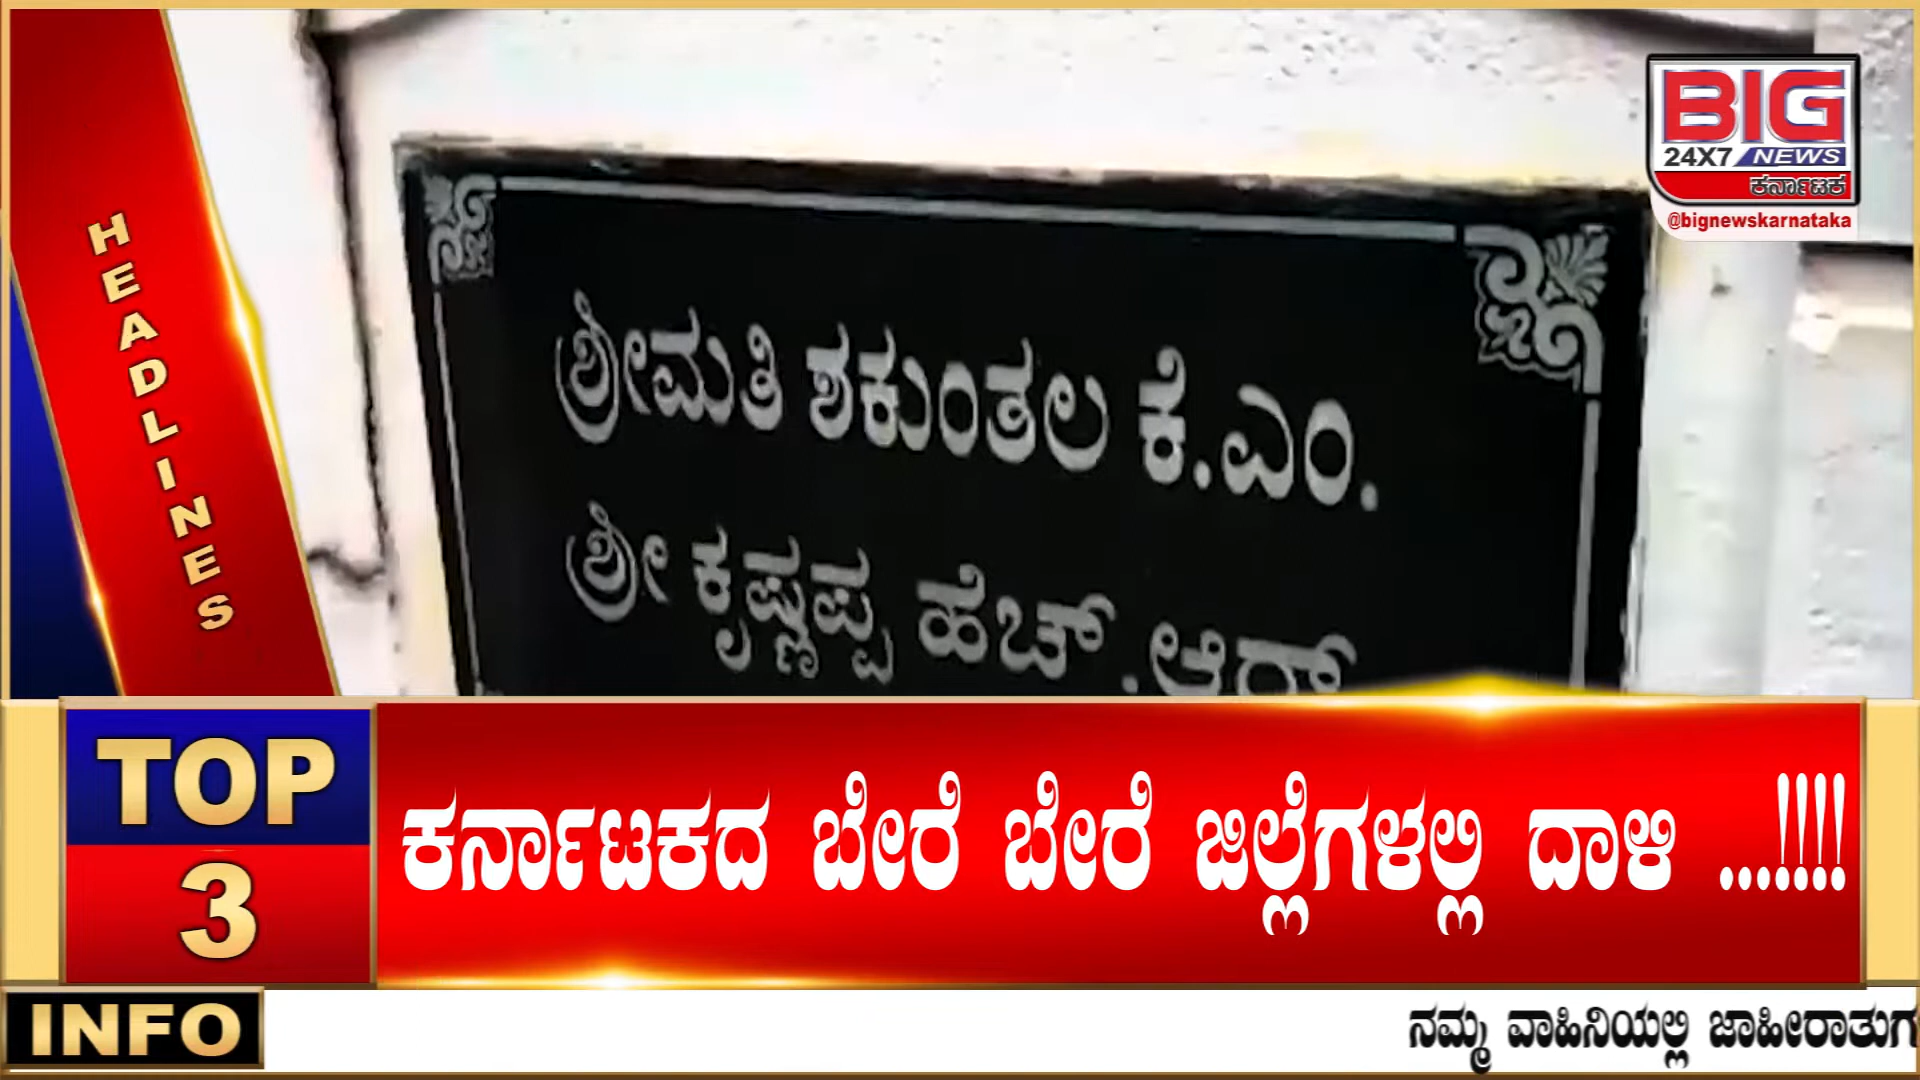 HEADLINES
BIG
24X7 NEWS
ಕರ್ನಾಟಕ
@bignewskarnataka
ಶ್ರೀಮತಿ ಶಕುಂತಲ ಕೆ.ಎಂ.
ಶ್ರೀ ಕೃಷ್ಣಪ್ಪ ಹೆಚ್.ಆರ್
TOP
3
ಕರ್ನಾಟಕದ ಬೇರೆ ಬೇರೆ ಜಿಲ್ಲೆಗಳಲ್ಲಿ ದಾಳಿ ...!!!!
INFO
ನಮ್ಮ ವಾಹಿನಿಯಲ್ಲಿ ಜಾಹೀರಾತುಗ